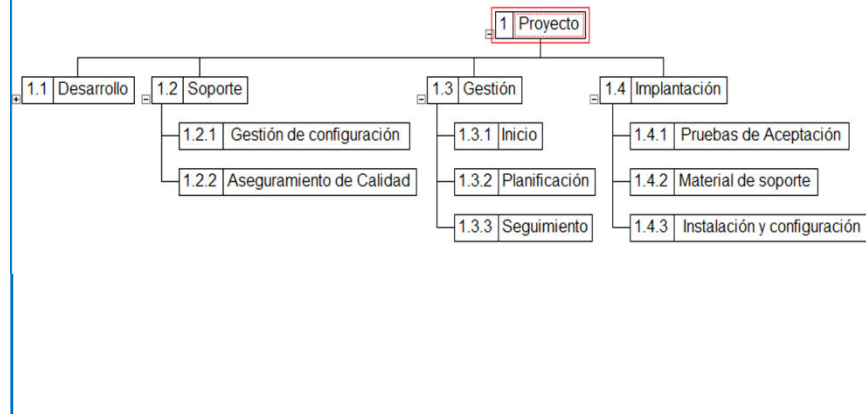 1 Proyecto
1.1 Desarrollo
1.2 Soporte
1.3 Gestión
1.4 Implantación
1.2.1 Gestión de configuración
1.3.1 Inicio
1.4.1 Pruebas de Aceptación
1.2.2 Aseguramiento de Calidad
1.3.2 Planificación
1.4.2 Material de soporte
1.3.3 Seguimiento
1.4.3 Instalación y configuración